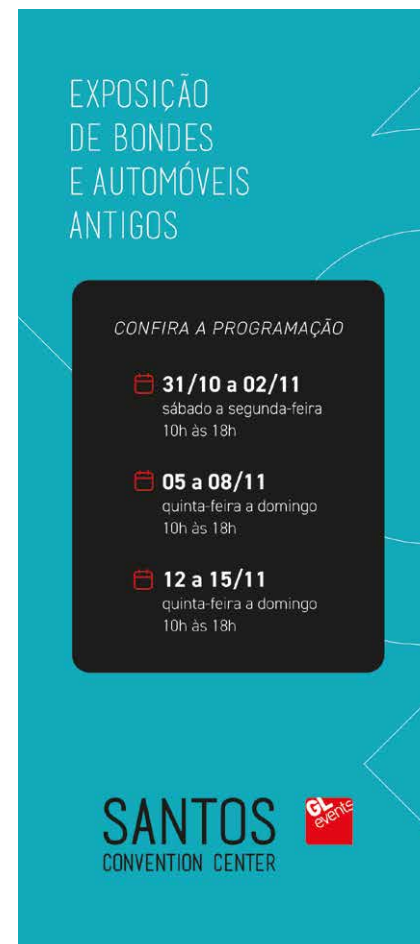 EXPOSIÇÃO
DE BONDES
E AUTOMÓVEIS
ANTIGOS
CONFIRA A PROGRAMAÇÃO
31/10 a 02/11
sábado a segunda-feira
10h às 18h
05 a 08/11
quinta-feira a domingo
10h às 18h
12 a 15/11
quinta-feira a domingo
10h às 18h
SANTOS
CONVENTION CENTER
GL
events